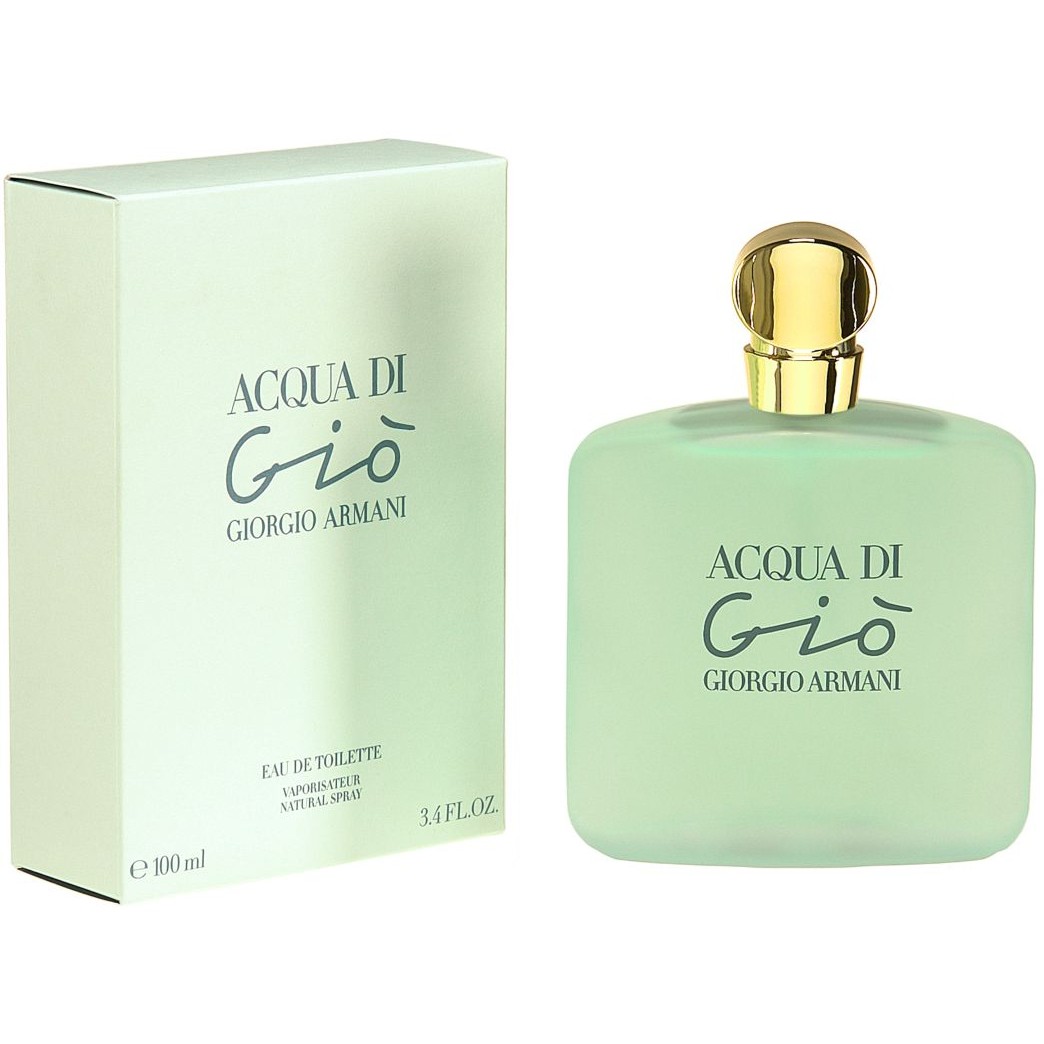 ACQUA DI
Giò
GIORGIO ARMANI
EAU DE TOILETTE
VAPORISATEUR
NATURAL SPRAY
3.4 FL.OZ.
℮ 100 ml
ACQUA DI
Giò
GIORGIO ARMANI